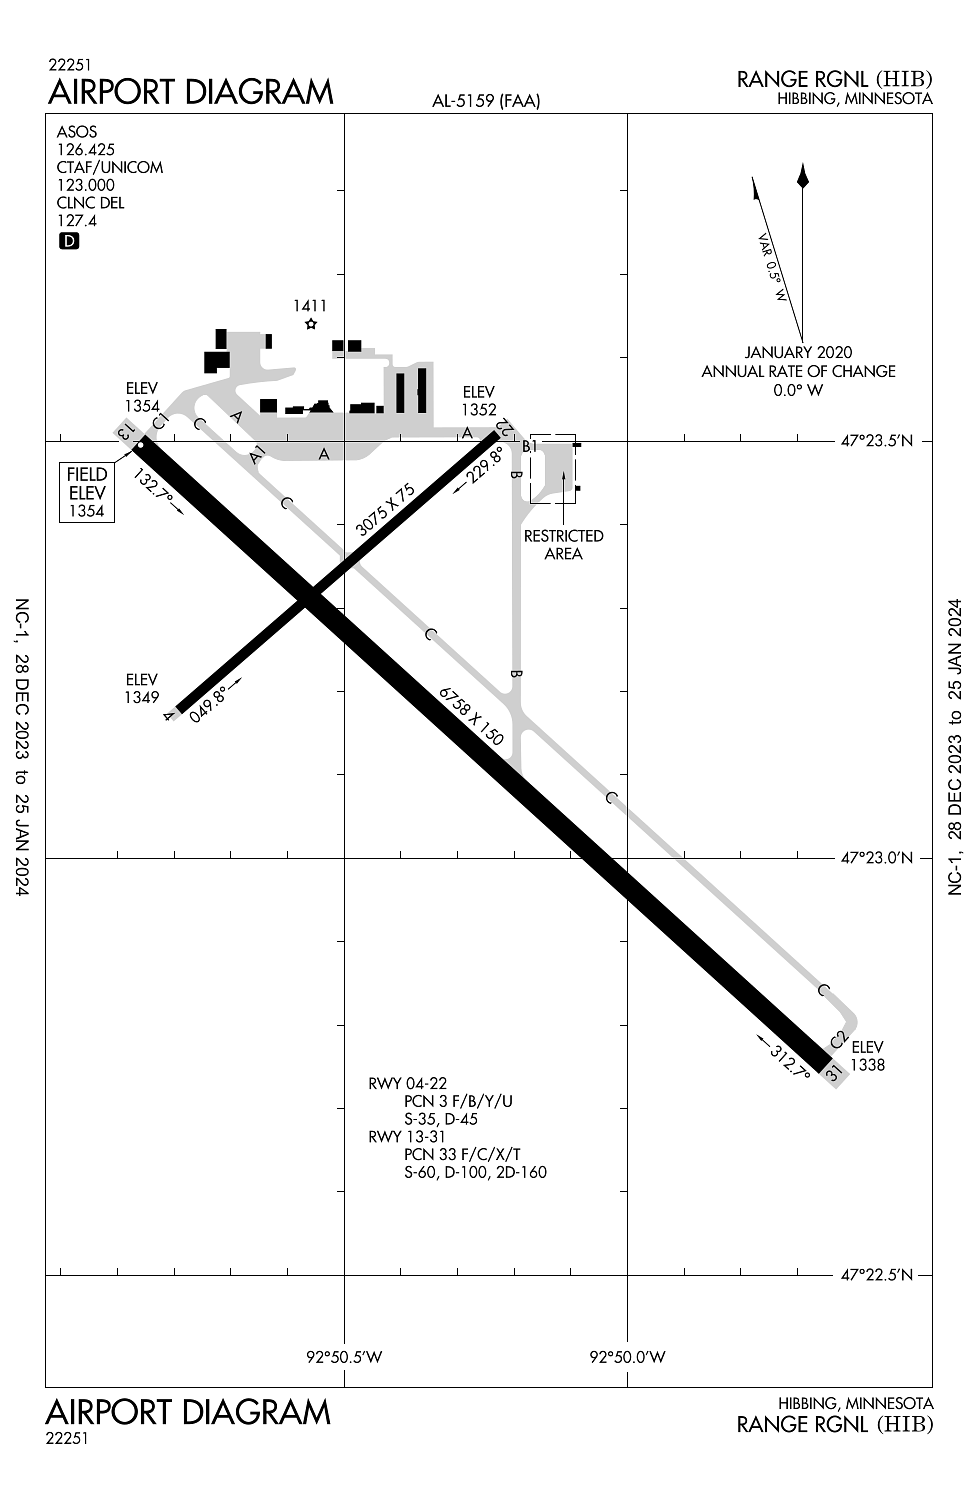 22251
AIRPORT DIAGRAM
AL-5159 (FAA)
RANGE RGNL (HIB)
HIBBING, MINNESOTA
ASOS
126.425
CTAF/UNICOM
123.000
CLNC DEL
127.4
D
VAR 0.5° W
JANUARY 2020
ANNUAL RATE OF CHANGE
0.0° W
1411
ELEV
1354
13
C1
C
A
A1
A
A
ELEV
1352
22
B1
B
47°23.5'N
FIELD
ELEV
1354
132.7°
229.8°
3075 X 75
C
RESTRICTED
AREA
C
B
ELEV
1349
4
049.8°
6758 X 150
C
47°23.0'N
C
C2
ELEV
1338
31
312.7°
RWY 04-22
PCN 3 F/B/Y/U
S-35, D-45
RWY 13-31
PCN 33 F/C/X/T
S-60, D-100, 2D-160
47°22.5'N
92°50.5'W
92°50.0'W
NC-1, 28 DEC 2023 to 25 JAN 2024
NC-1, 28 DEC 2023 to 25 JAN 2024
AIRPORT DIAGRAM
22251
HIBBING, MINNESOTA
RANGE RGNL (HIB)